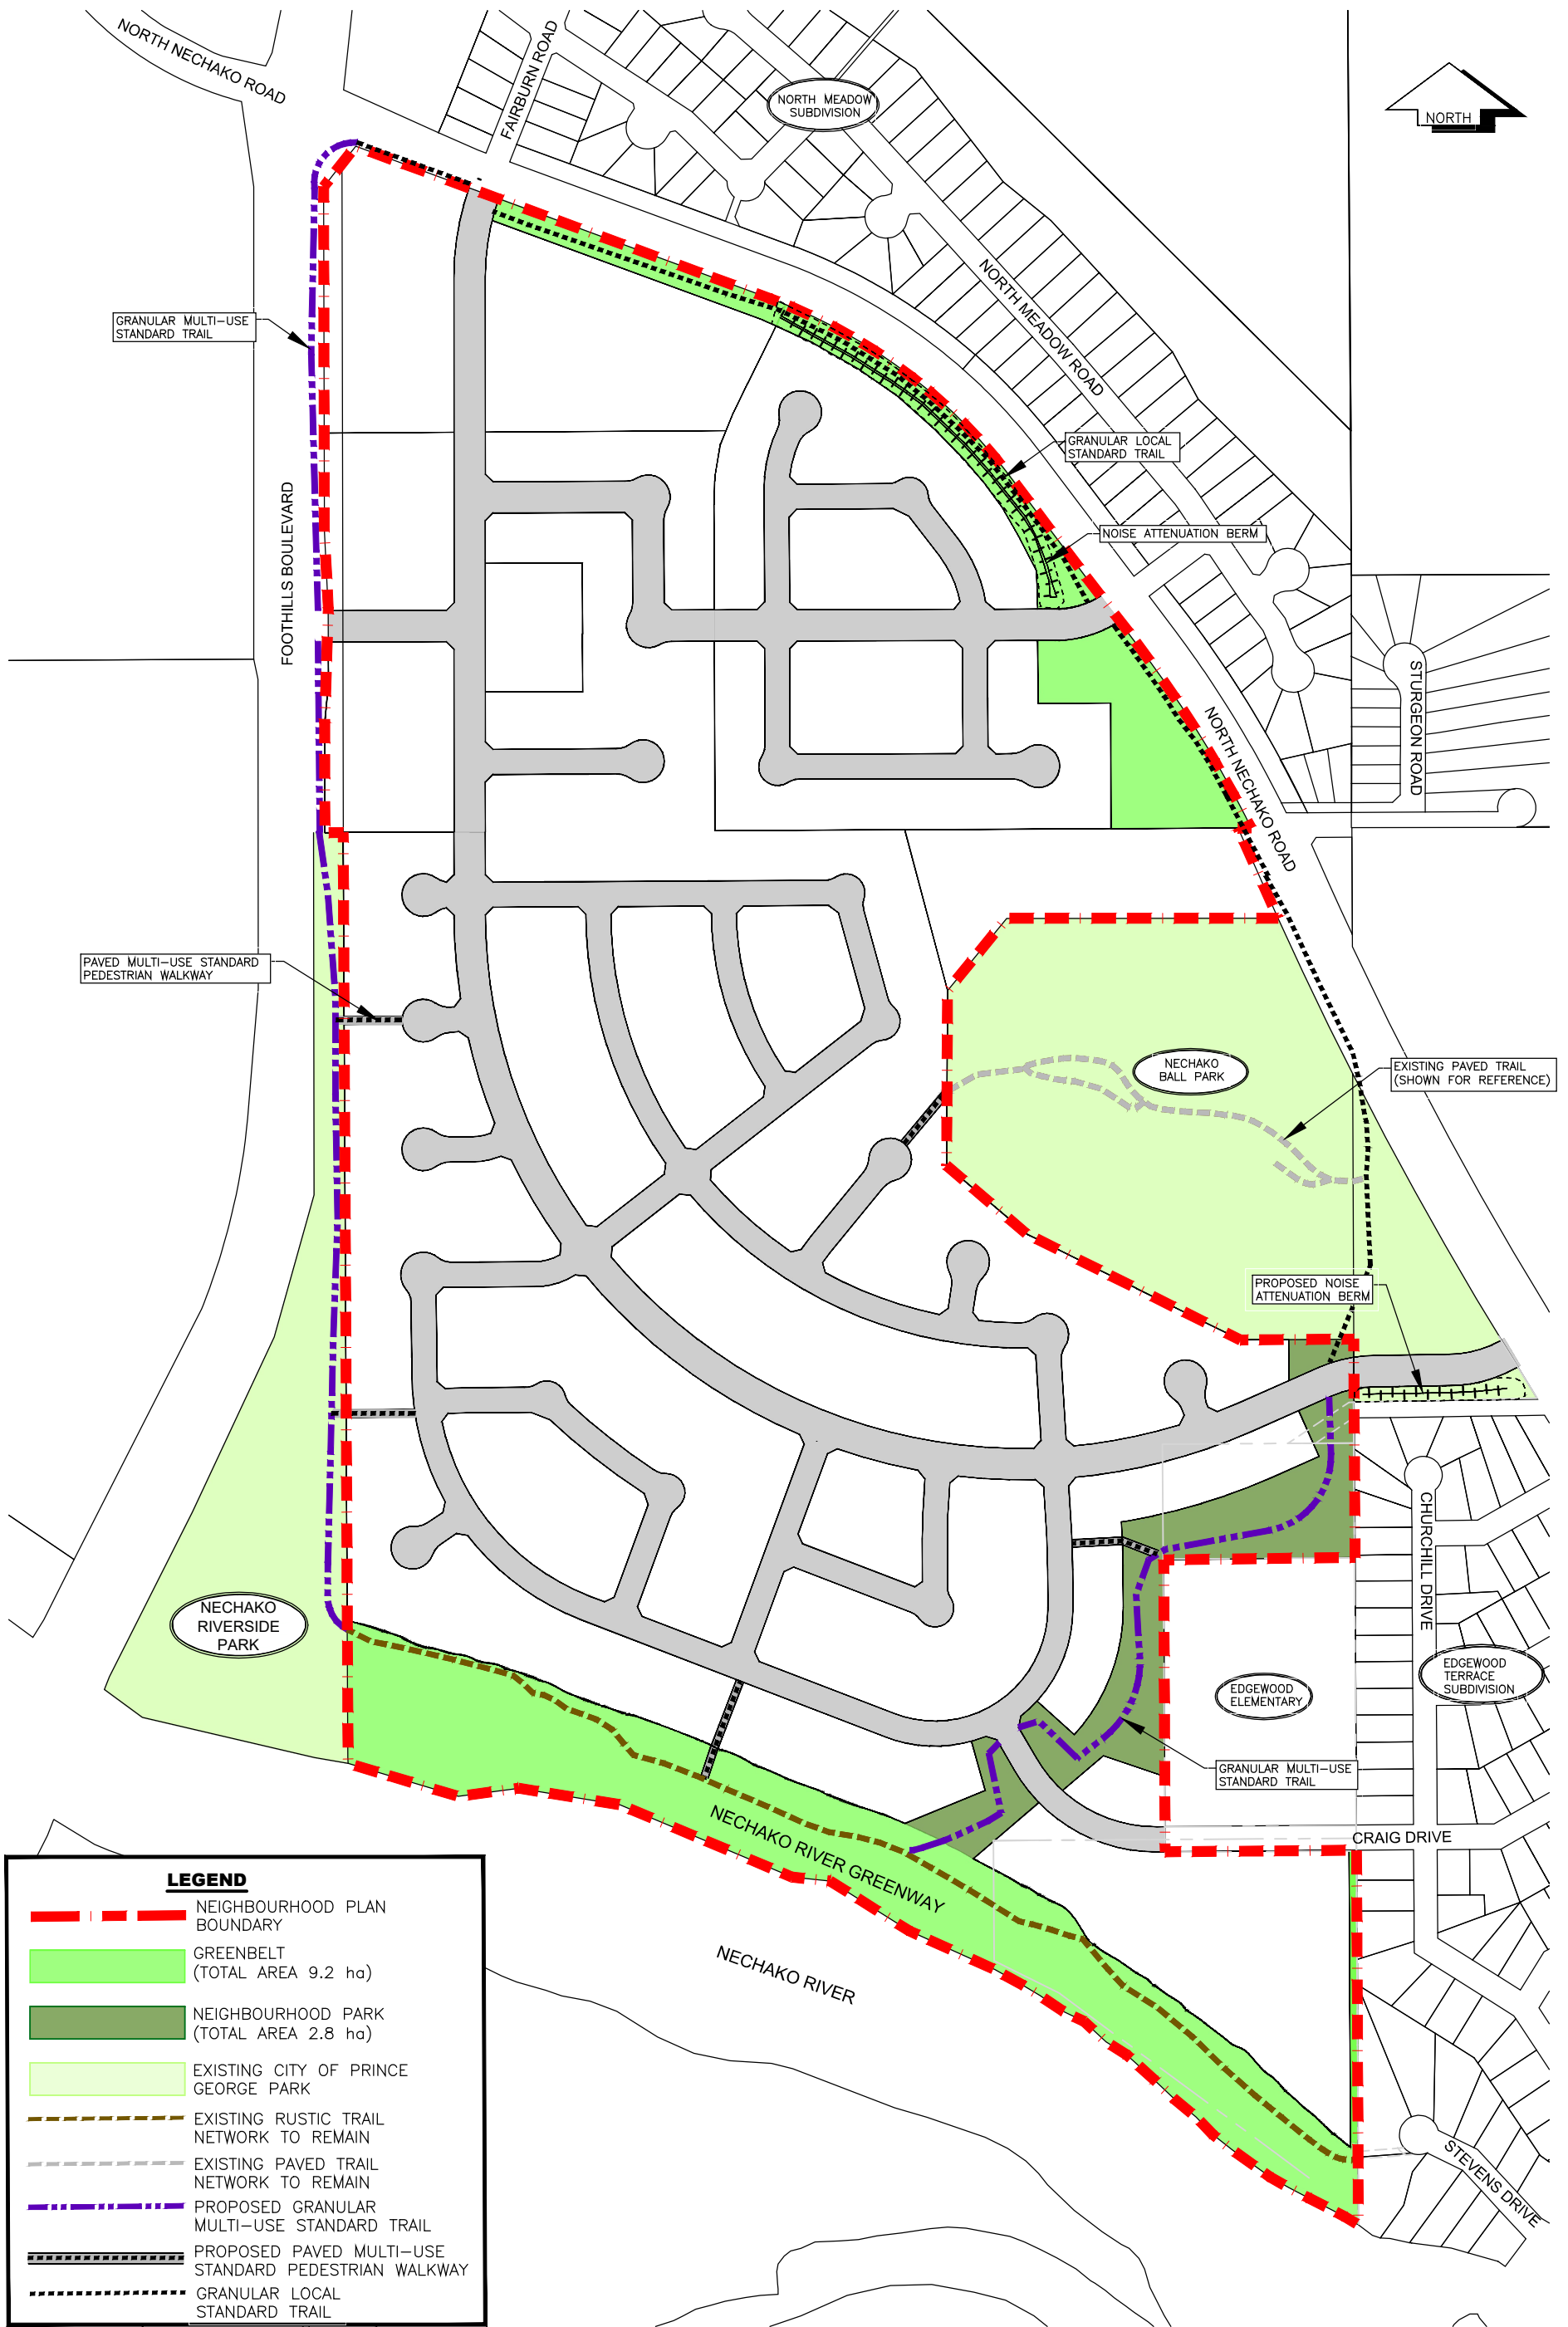 NORTH NECHAKO ROAD
FAIRBURN ROAD
NORTH MEADOW
SUBDIVISION
NORTH
GRANULAR MULTI-USE
STANDARD TRAIL
NORTH MEADOW ROAD
GRANULAR LOCAL
STANDARD TRAIL
FOOTHILLS BOULEVARD
NOISE ATTENUATION BERM
STURGEON ROAD
NORTH NECHAKO ROAD
PAVED MULTI-USE STANDARD
PEDESTRIAN WALKWAY
NECHAKO
BALL PARK
EXISTING PAVED TRAIL
(SHOWN FOR REFERENCE)
PROPOSED NOISE
ATTENUATION BERM
CHURCHILL DRIVE
NECHAKO
RIVERSIDE
PARK
EDGEWOOD
TERRACE
SUBDIVISION
EDGEWOOD
ELEMENTARY
GRANULAR MULTI-USE
STANDARD TRAIL
CRAIG DRIVE
NECHAKO RIVER GREENWAY
NECHAKO RIVER
STEVENS DRIVE
LEGEND
NEIGHBOURHOOD PLAN
BOUNDARY
GREENBELT
(TOTAL AREA 9.2 ha)
NEIGHBOURHOOD PARK
(TOTAL AREA 2.8 ha)
EXISTING CITY OF PRINCE
GEORGE PARK
EXISTING RUSTIC TRAIL
NETWORK TO REMAIN
EXISTING PAVED TRAIL
NETWORK TO REMAIN
PROPOSED GRANULAR
MULTI-USE STANDARD TRAIL
PROPOSED PAVED MULTI-USE
STANDARD PEDESTRIAN WALKWAY
GRANULAR LOCAL
STANDARD TRAIL